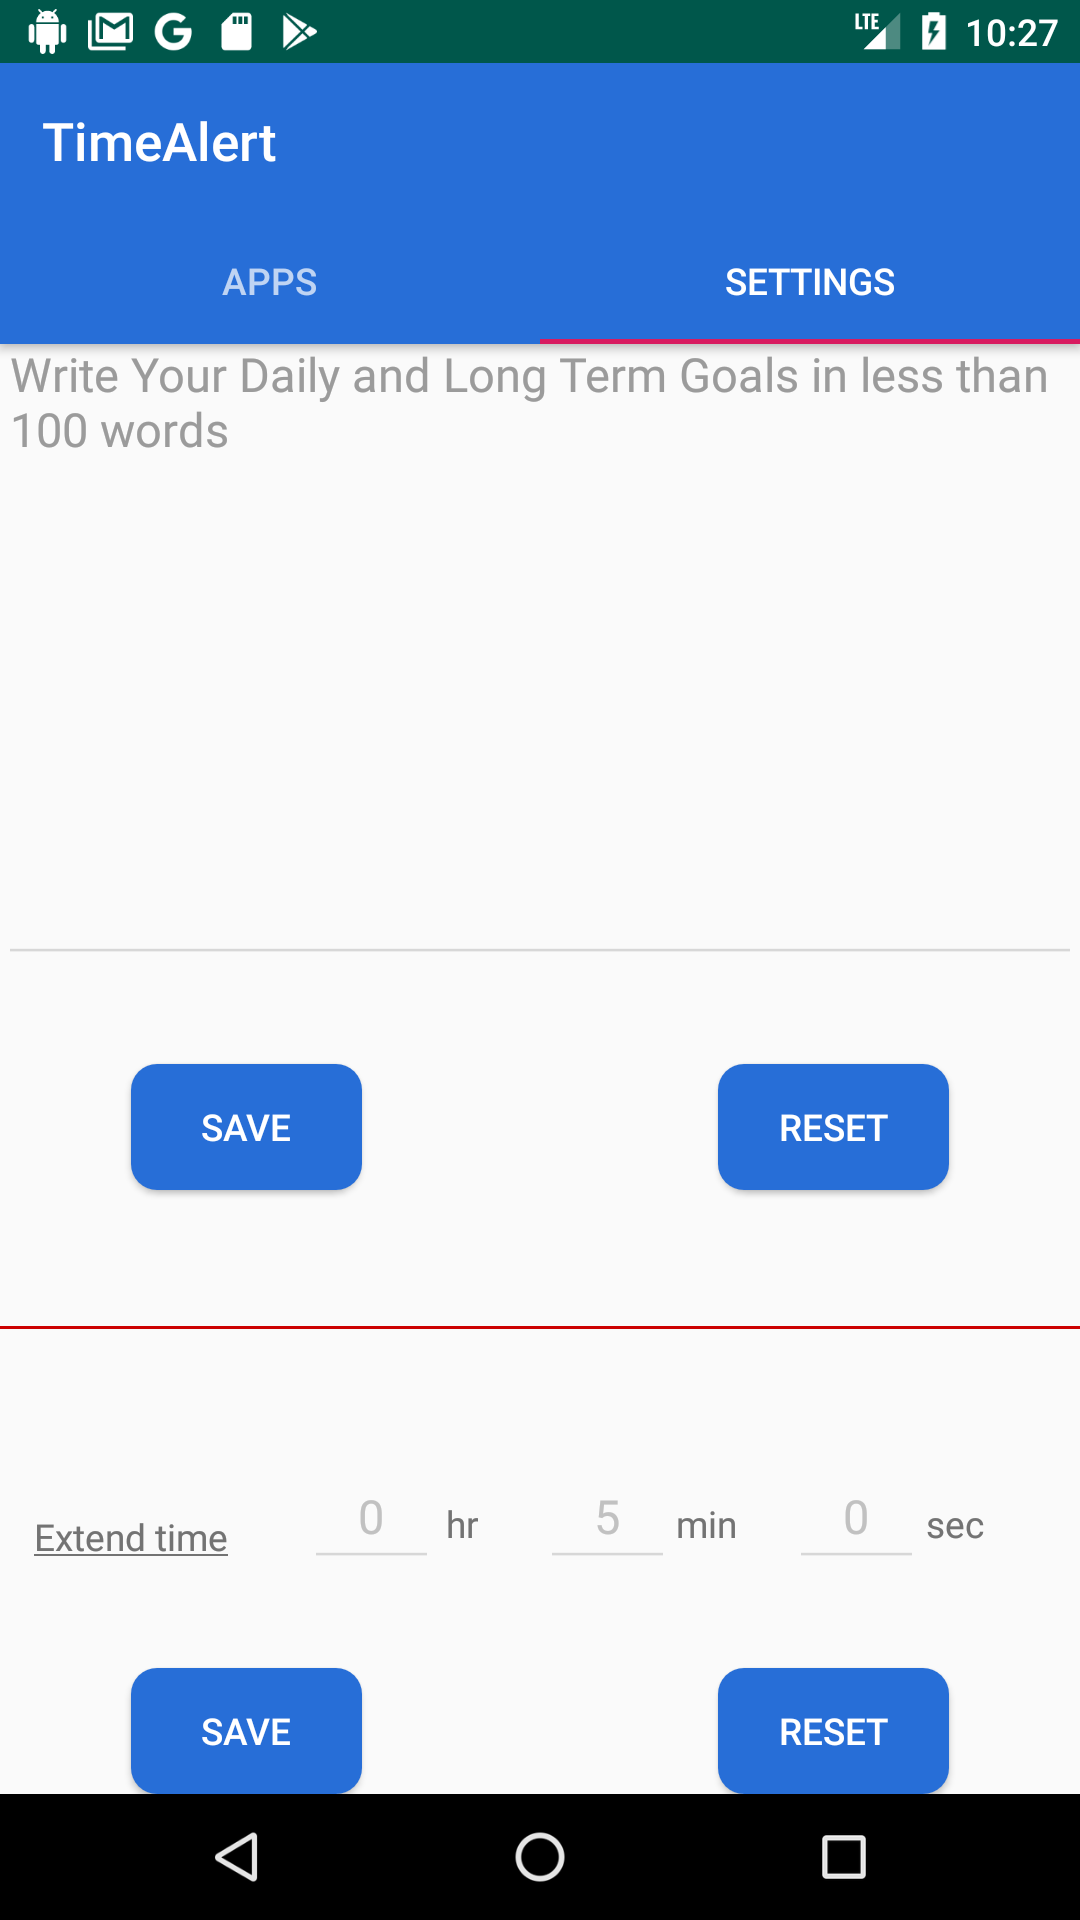 LTE 10:27
TimeAlert
APPS SETTINGS
Write Your Daily and Long Term Goals in less than
100 words
SAVE RESET
Extend time 0 hr 5 min 0 sec
SAVE RESET